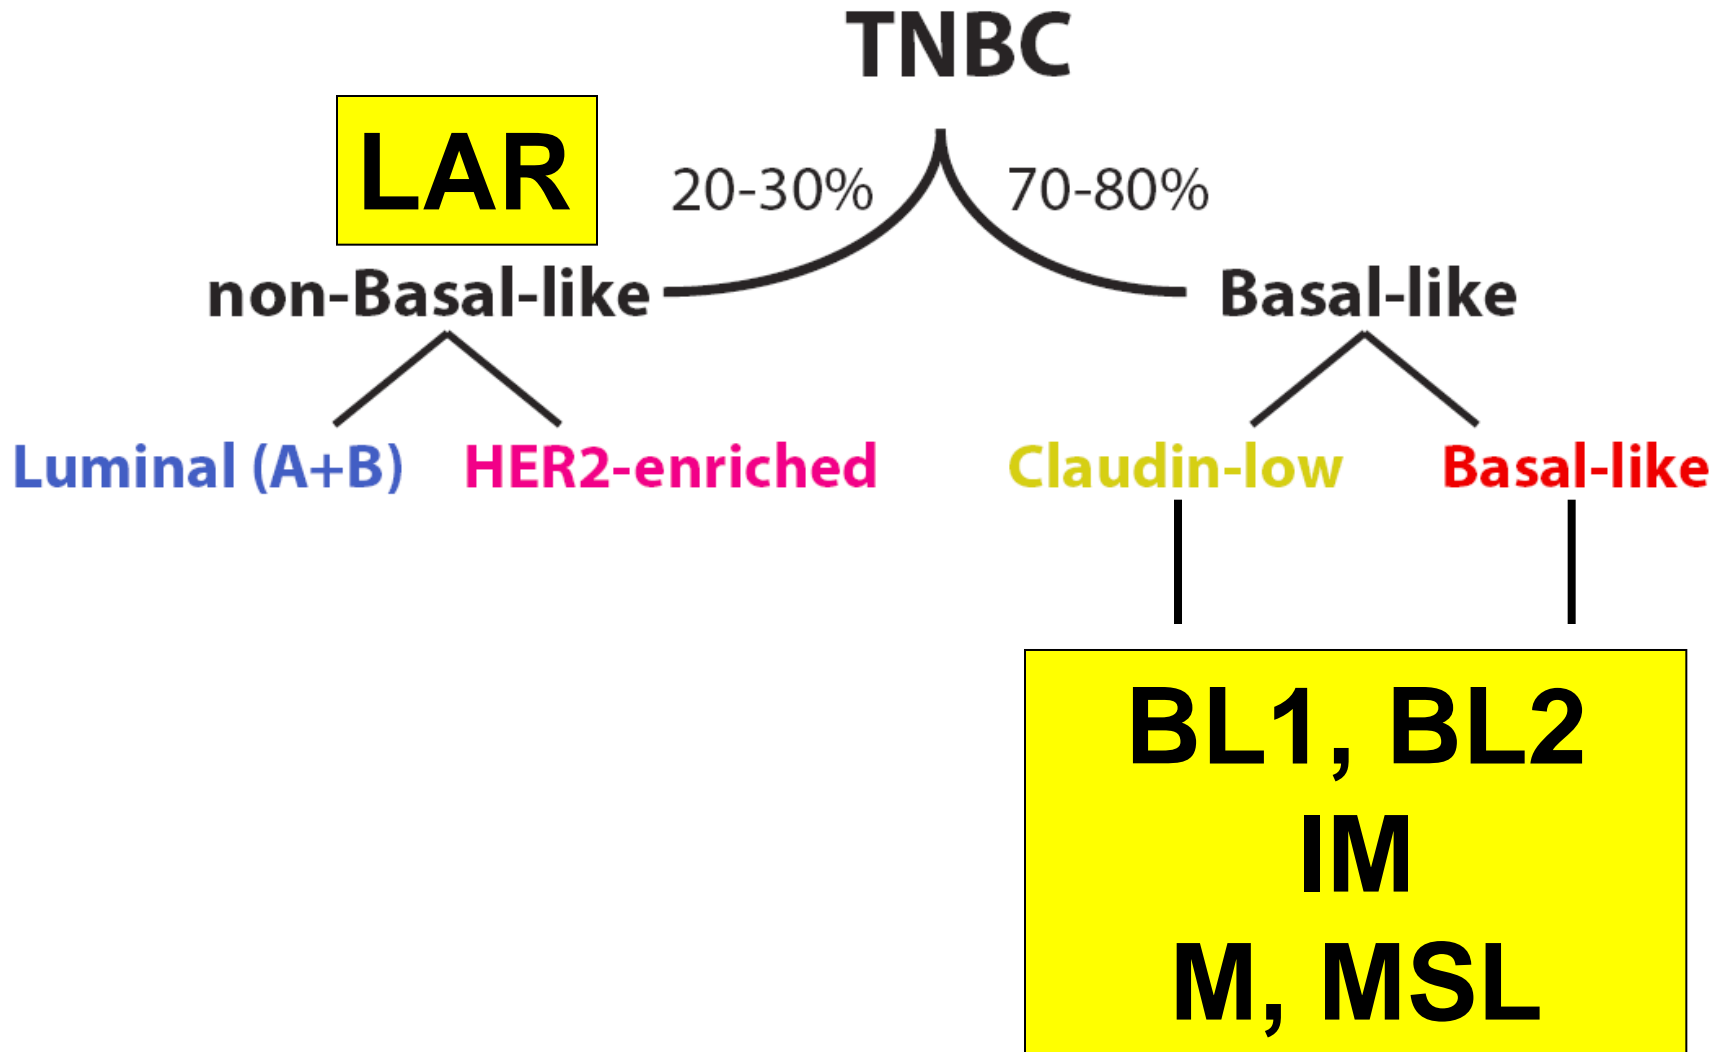 TNBC
LAR
20-30%
70-80%
non-Basal-like
Basal-like
Luminal (A+B)
HER2-enriched
Claudin-low
Basal-like
BL1, BL2
IM
M, MSL